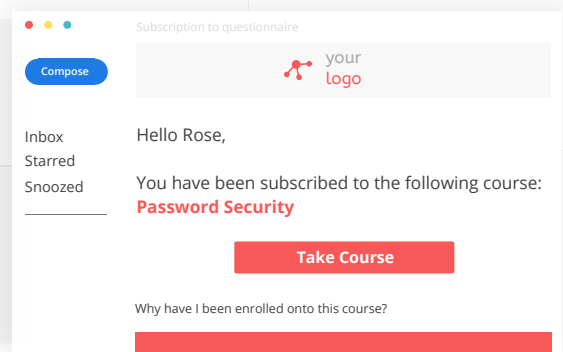 Subscription to questionnaire
Compose
your
logo
Inbox
Starred
Snoozed
Hello Rose,
You have been subscribed to the following course:
Password Security
Take Course
Why have I been enrolled onto this course?